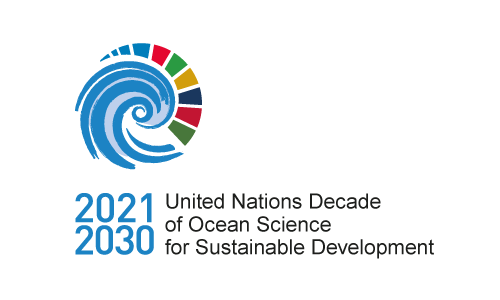 2021
2030
United Nations Decade
of Ocean Science
for Sustainable Development